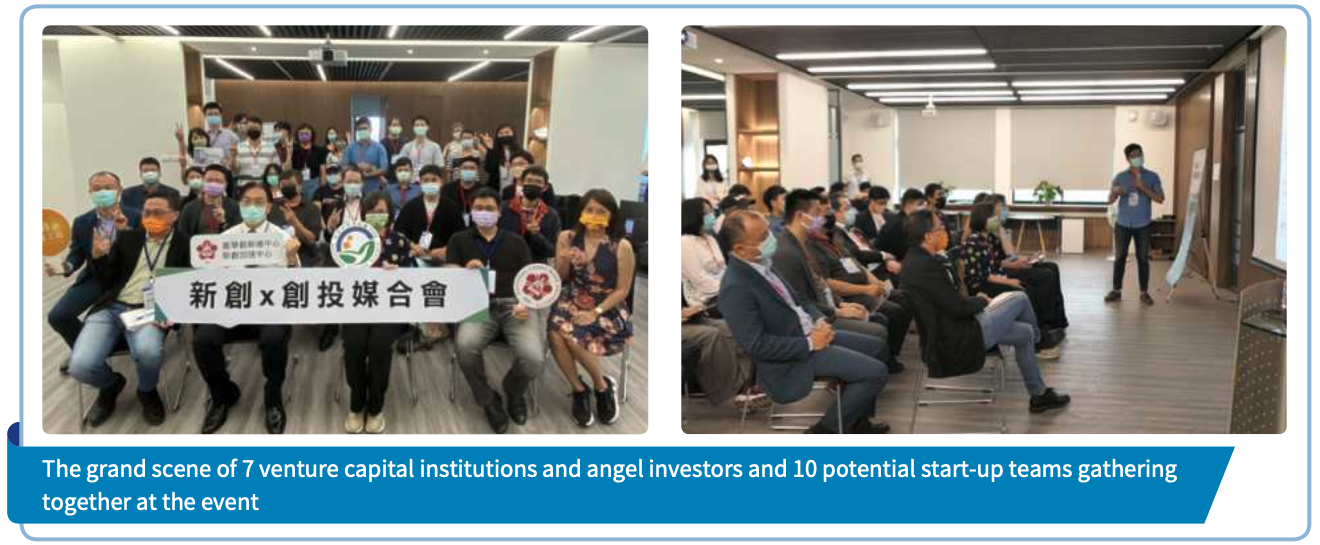 產學創新總中心
新創加速中心
新創x創投媒合會
The grand scene of 7 venture capital institutions and angel investors and 10 potential start-up teams gathering
together at the event